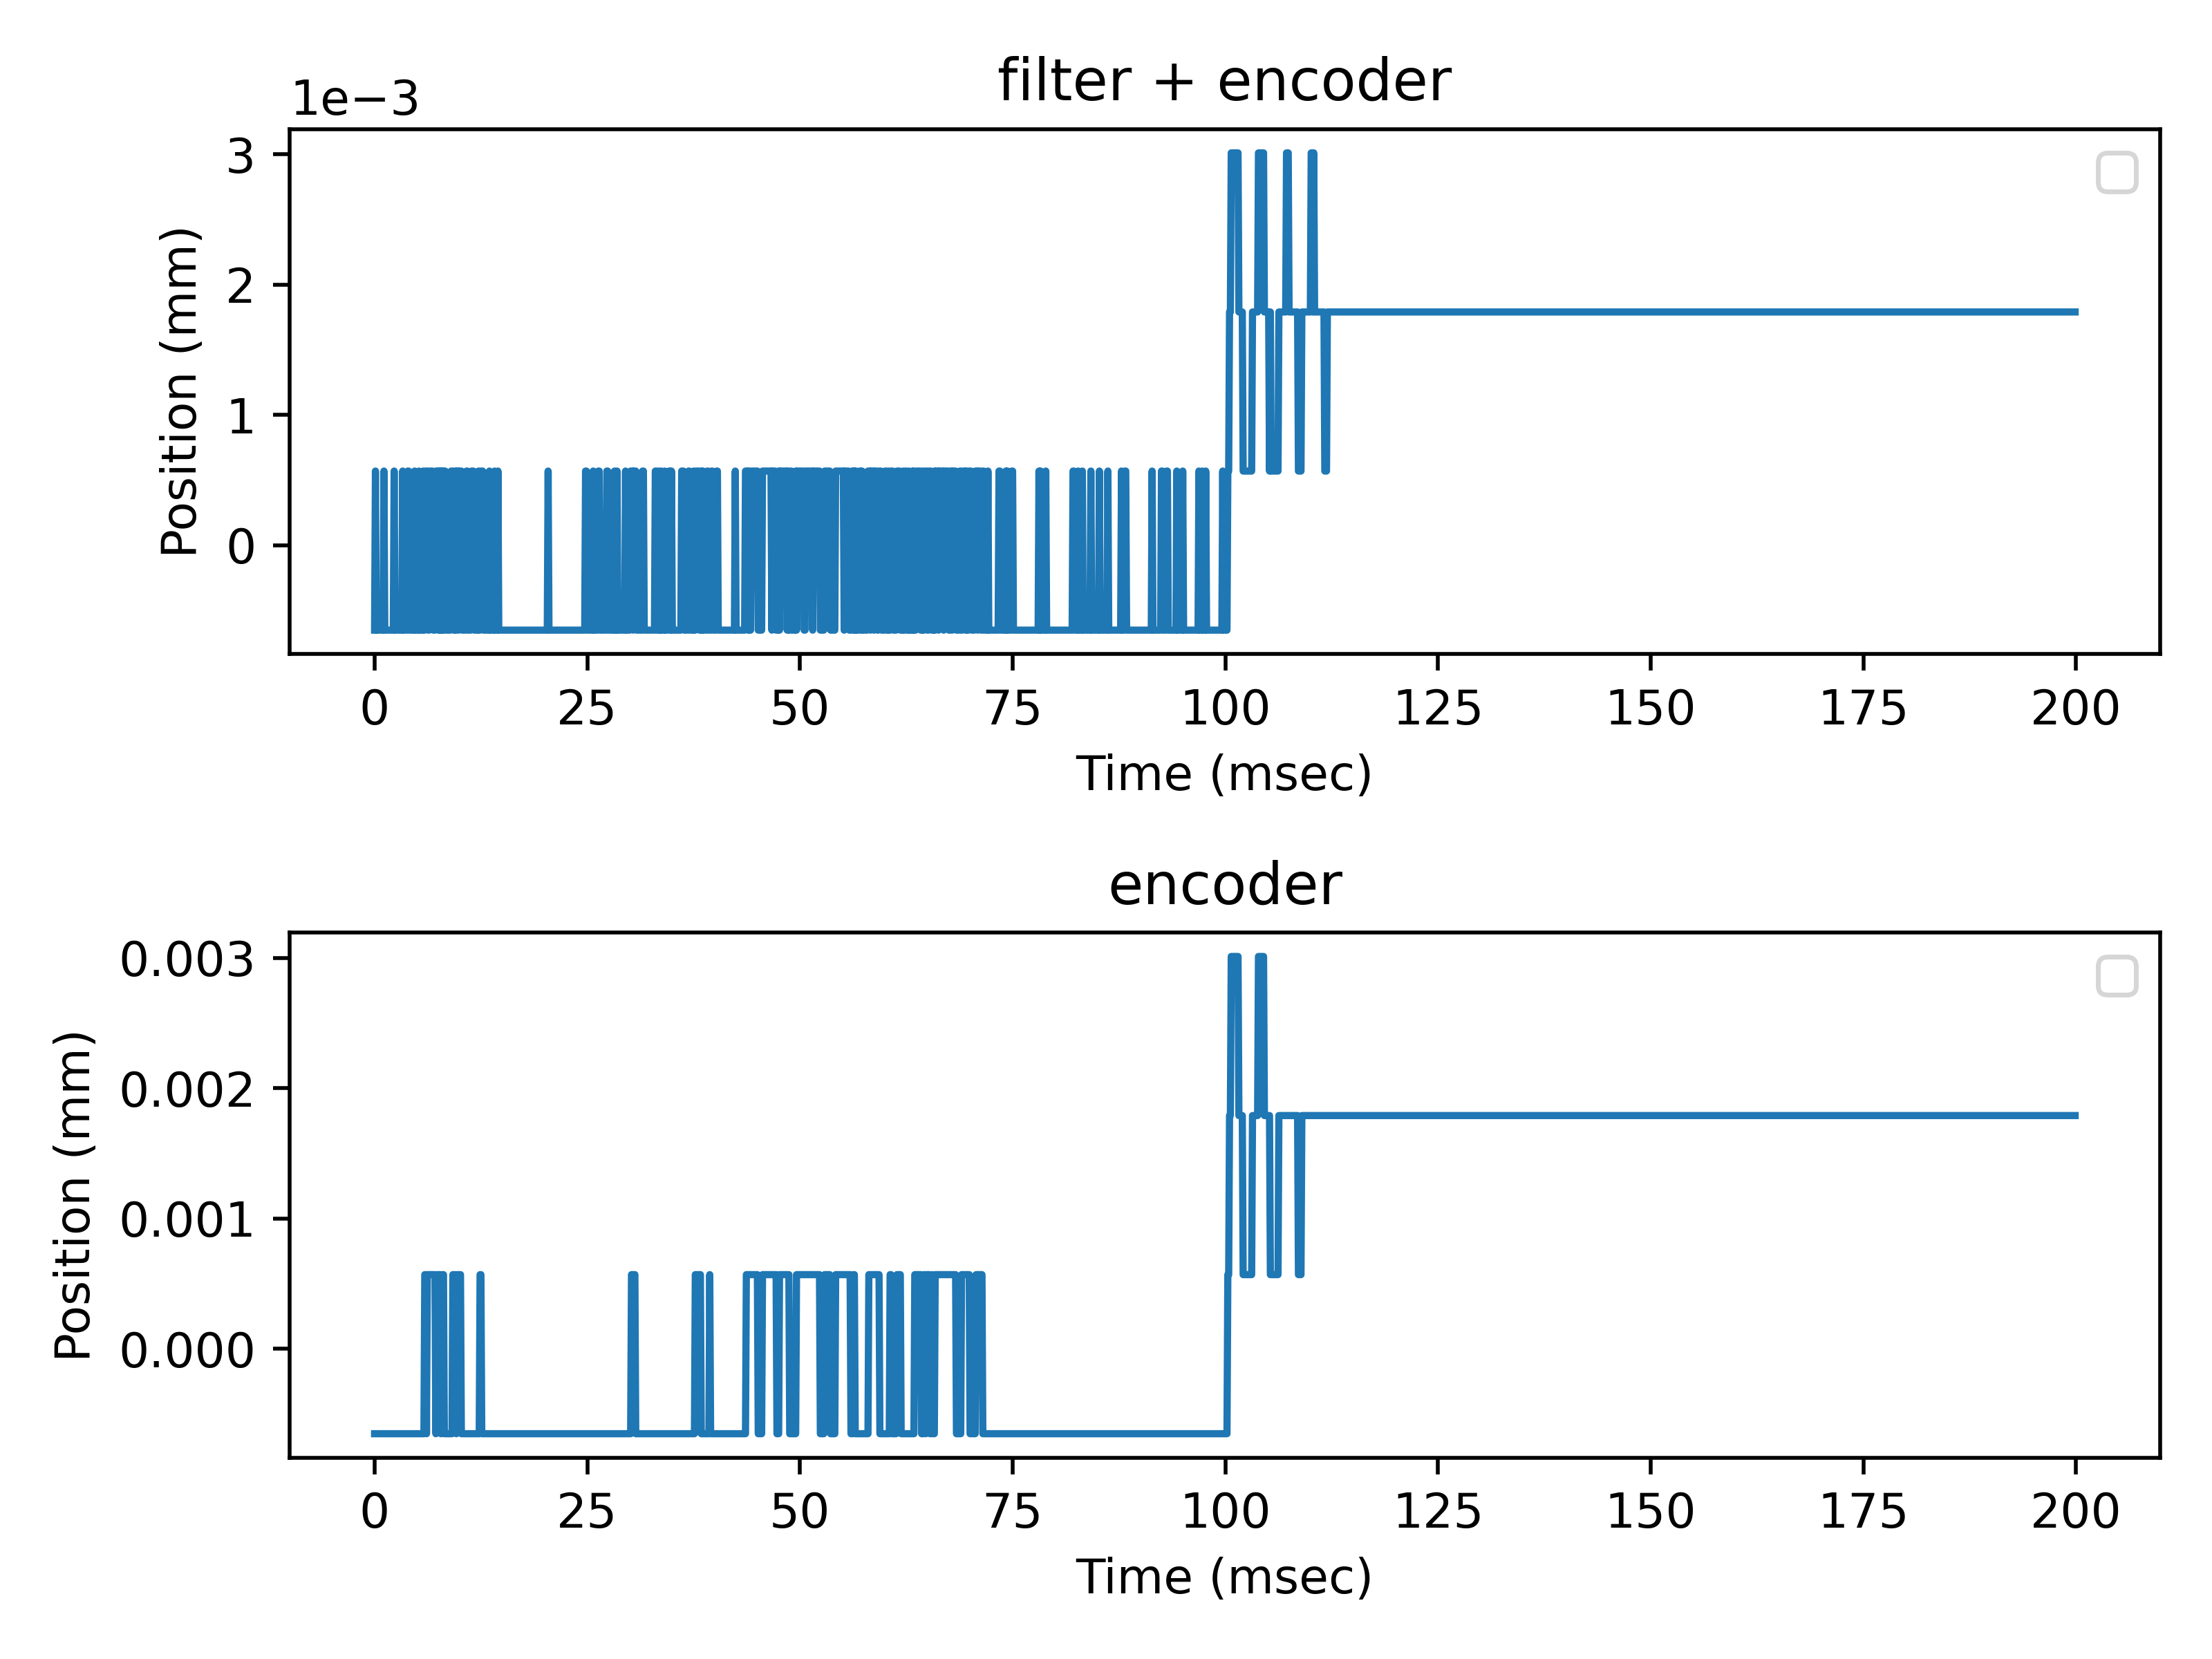 filter + encoder
1e−3
3
2
1
0
Position (mm)
0 25 50 75 100 125 150 175 200
Time (msec)
encoder
0.003
0.002
0.001
0.000
Position (mm)
0 25 50 75 100 125 150 175 200
Time (msec)